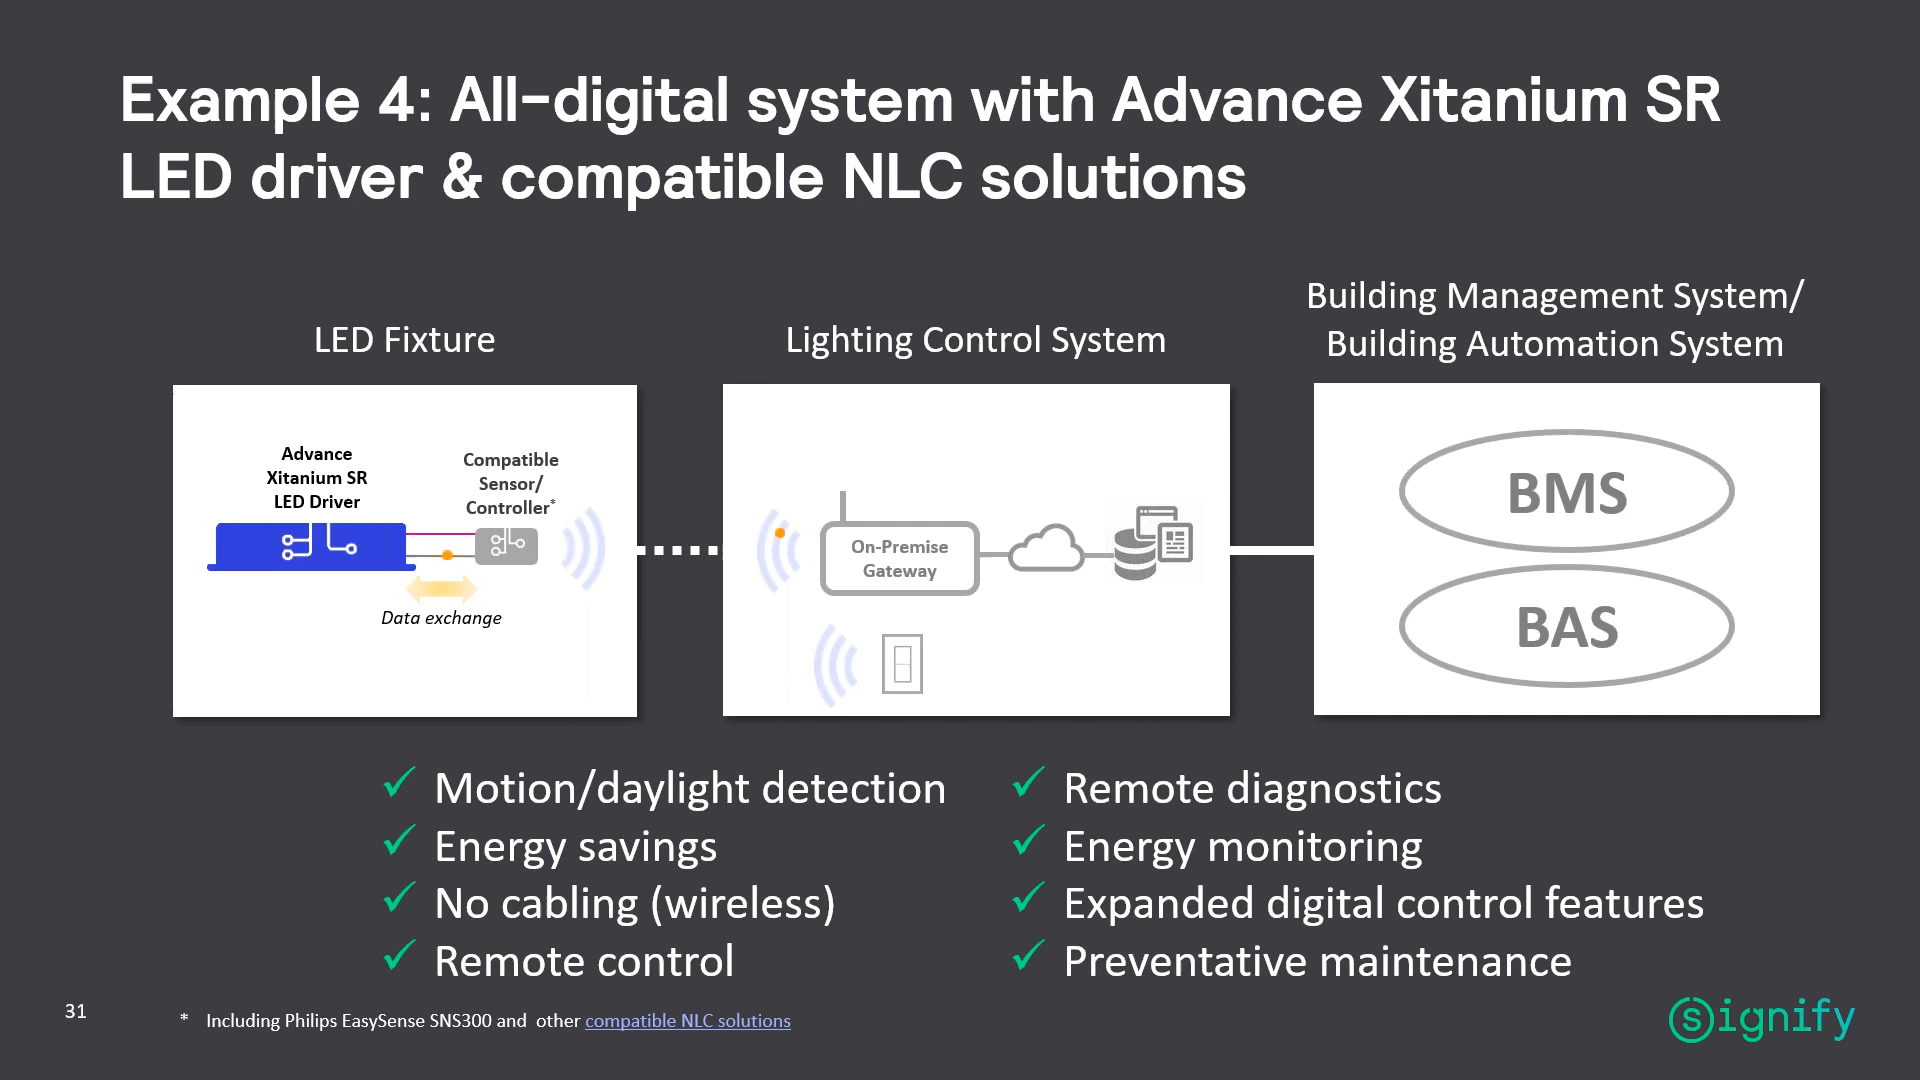 Example 4: All-digital system with Advance Xitanium SR
LED driver & compatible NLC solutions
LED Fixture
Lighting Control System
Building Management System/
Building Automation System
Advance
Xitanium SR
LED Driver
Compatible
Sensor/
Controller*
Data exchange
On-Premise
Gateway
BMS
BAS
✓ Motion/daylight detection
✓ Energy savings
✓ No cabling (wireless)
✓ Remote control
✓ Remote diagnostics
✓ Energy monitoring
✓ Expanded digital control features
✓ Preventative maintenance
31
* Including Philips EasySense SNS300 and other compatible NLC solutions
Signify